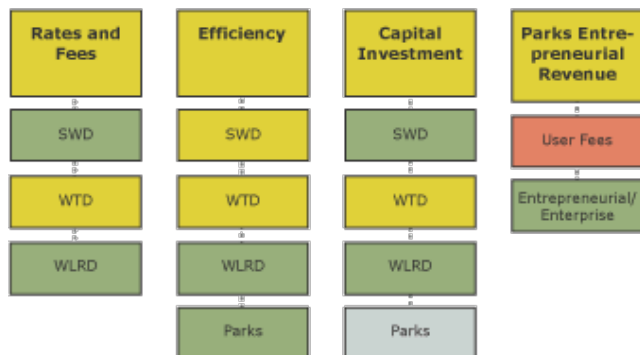 Rates and
Fees
SWD
WTD
WLRD
Efficiency
SWD
WTD
WLRD
Parks
Capital
Investment
SWD
WTD
WLRD
Parks
Parks Entre-
preneurial
Revenue
User Fees
Entrepreneurial/
Enterprise